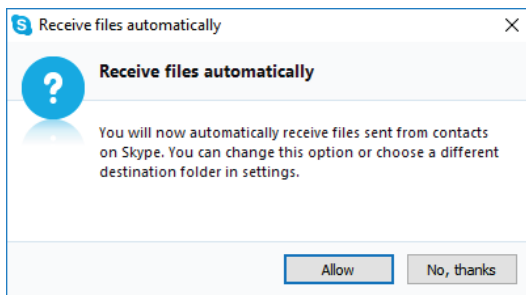 Receive files automatically
Receive files automatically
You will now automatically receive files sent from contacts
on Skype. You can change this option or choose a different
destination folder in settings.
Allow
No, thanks